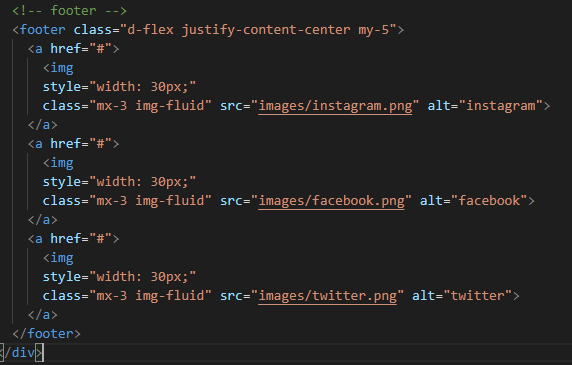 <!-- footer -->
<footer class="d-flex justify-content-center my-5">
<a href="#">
<img
style="width: 30px;"
class="mx-3 img-fluid" src="images/instagram.png" alt="instagram">
</a>
<a href="#">
<img
style="width: 30px;"
class="mx-3 img-fluid" src="images/facebook.png" alt="facebook">
</a>
<a href="#">
<img
style="width: 30px;"
class="mx-3 img-fluid" src="images/twitter.png" alt="twitter">
</a>
</footer>
</div>